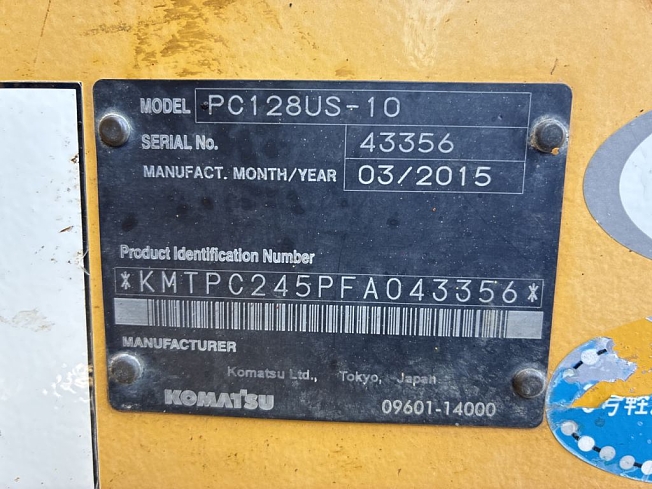 MODEL PC128US-10
SERIAL No. 43356
MANUFACT. MONTH/YEAR 03/2015
Product Identification Number
*KMTPC245PFA043356*
MANUFACTURER
Komatsu Ltd., Tokyo, Japan
KOMATSU 09601-14000